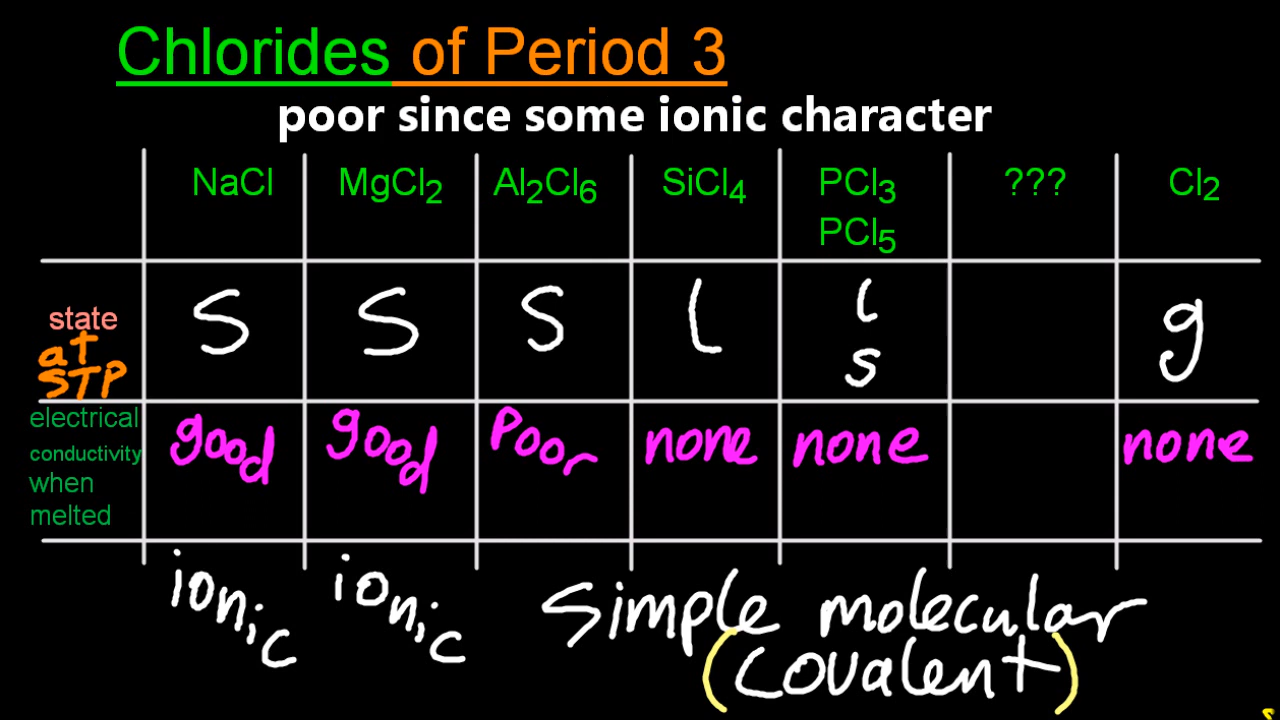 Chlorides of Period 3
poor since some ionic character
NaCl MgCl2 Al2Cl6 SiCl4 PCl3 ??? Cl2
PCl5
state at STP s s s l l s g
electrical conductivity when melted good good poor none none none
ionic ionic simple molecular
(covalent)
s